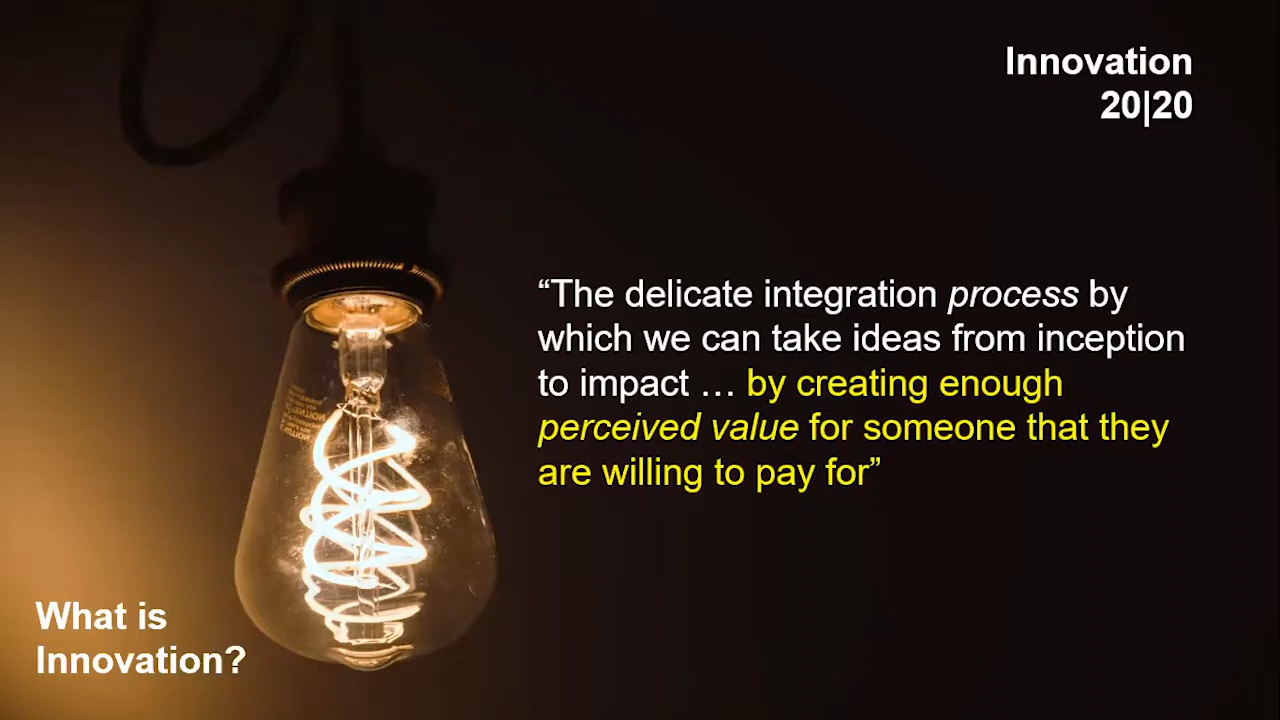 Innovation
20|20
“The delicate integration process by
which we can take ideas from inception
to impact … by creating enough
perceived value for someone that they
are willing to pay for”
What is
Innovation?